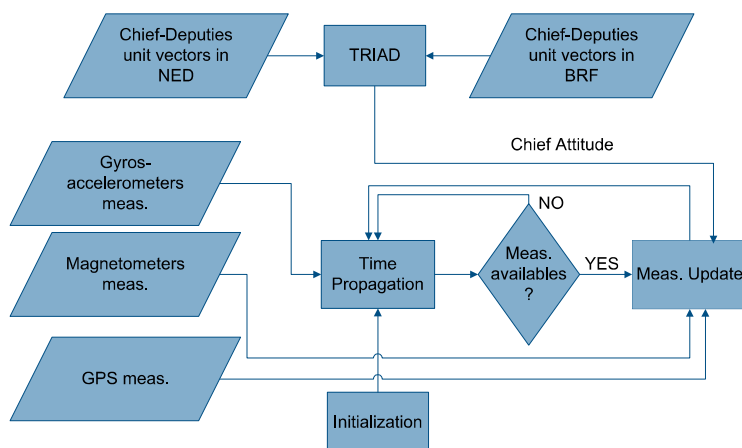 Chief-Deputies
unit vectors in
NED
TRIAD
Chief-Deputies
unit vectors in
BRF
Chief Attitude
Gyros-
accelerometers
meas.
NO
Magnetometers
meas.
Time
Propagation
Meas.
availables
?
YES
Meas. Update
GPS meas.
Initialization